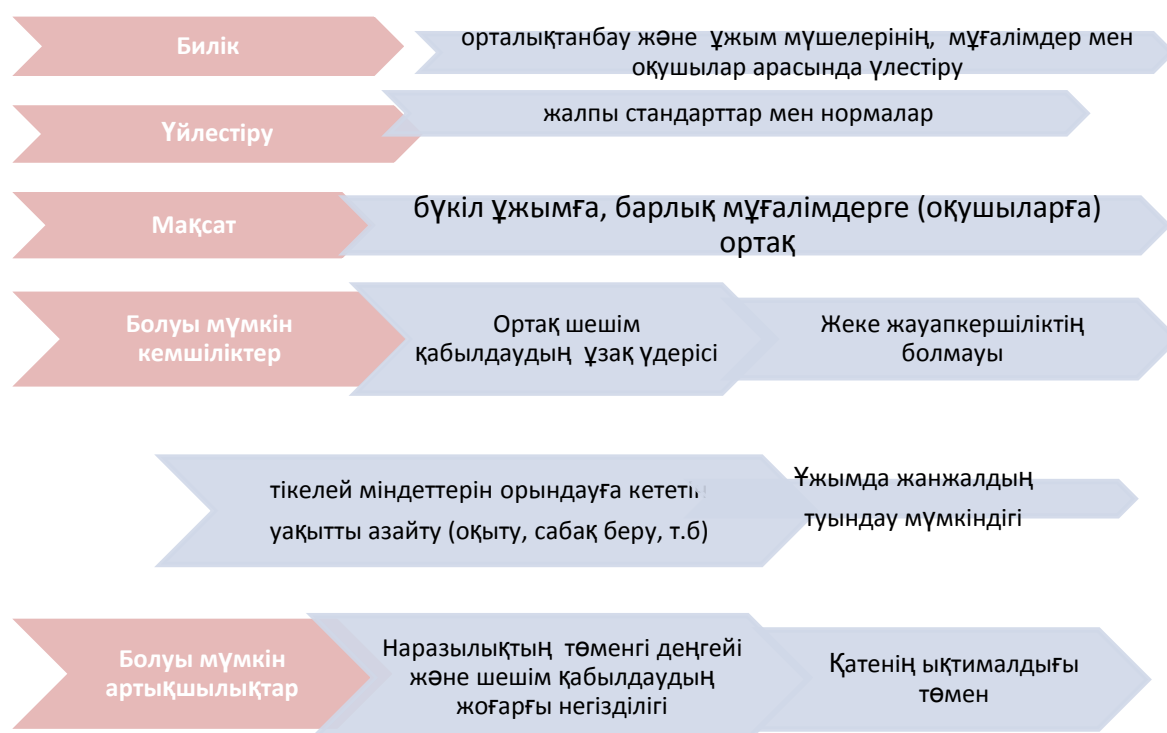 Билік
орталықтанбау және ұжым мүшелерінің, мұғалімдер мен
оқушылар арасында үлестіру
Үйлестіру
жалпы стандарттар мен нормалар
Мақсат
бүкіл ұжымға, барлық мұғалімдерге (оқушыларға)
ортақ
Болуы мүмкін
кемшіліктер
Ортақ шешім
қабылдаудың ұзақ үдерісі
Жеке жауапкершіліктің
болмауы
тікелей міндеттерін орындауға кететін
уақытты азайту (оқыту, сабақ беру, т.б)
Ұжымда жанжалдың
туындау мүмкіндігі
Болуы мүмкін
артықшылықтар
Наразылықтың төменгі деңгейі
және шешім қабылдаудың
жоғарғы негізділігі
Қатенің ықтималдығы
төмен